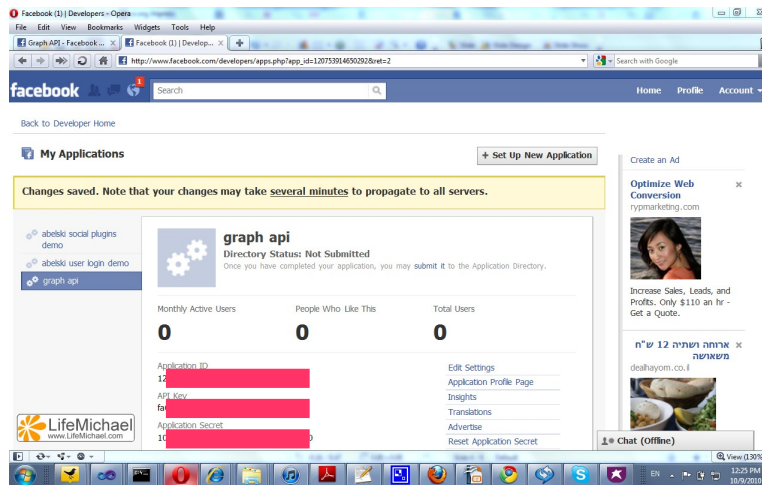 Facebook (1) | Developers - Opera
File Edit View Bookmarks Widgets Tools Help
Graph API - Facebook ... x Facebook (1) | Develop... x
http://www.facebook.com/developers/apps.php?app_id=120753914650292&ret=2
Search with Google
facebook
1
Search
Home Profile Account
Back to Developer Home
My Applications
+ Set Up New Application
Changes saved. Note that your changes may take several minutes to propagate to all servers.
abelski social plugins
demo
abelski user login demo
graph api
graph api
Directory Status: Not Submitted
Once you have completed your application, you may submit it to the Application Directory.
Monthly Active Users People Who Like This Total Users
0 0 0
Application ID
12
API Key
fa
Application Secret
10
Edit Settings
Application Profile Page
Insights
Translations
Advertise
Reset Application Secret
Create an Ad
Optimize Web x
Conversion
rypmarketing.com
Increase Sales, Leads, and
Profits. Only $110 an hr -
Get a Quote.
ארוחה ושתיה 12 ש"ח x
משאושה
dealhayom.co.il
LifeMichael
www.LifeMichael.com
Chat (Offline)
View (130%
EN
12:25 PM
10/9/2010